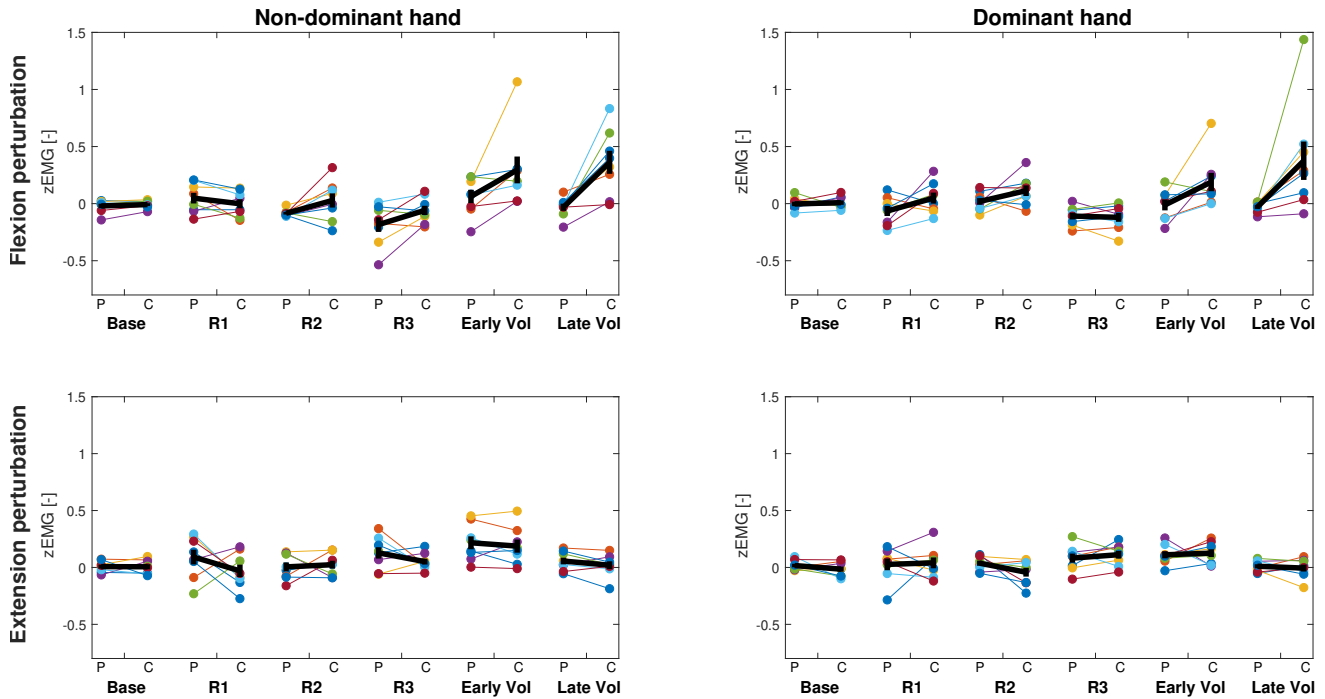 Non-dominant hand
Dominant hand
Flexion perturbation
zEMG [-]
1.5
1
0.5
0
-0.5
P C P C P C P C P C P C
Base R1 R2 R3 Early Vol Late Vol
zEMG [-]
1.5
1
0.5
0
-0.5
P C P C P C P C P C P C
Base R1 R2 R3 Early Vol Late Vol
Extension perturbation
zEMG [-]
1.5
1
0.5
0
-0.5
P C P C P C P C P C P C
Base R1 R2 R3 Early Vol Late Vol
zEMG [-]
1.5
1
0.5
0
-0.5
P C P C P C P C P C P C
Base R1 R2 R3 Early Vol Late Vol